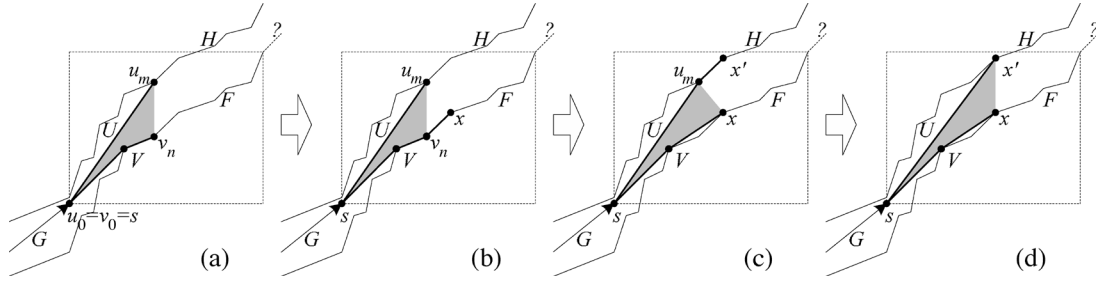 H ?
u_m
F
U
v_n
V
u_0=v_0=s
G
(a)
H ?
u_m
F
U x
v_n
V
s
G
(b)
H ?
u_m x'
F
U x
V
s
G
(c)
H ?
x'
F
U x
V
s
G
(d)